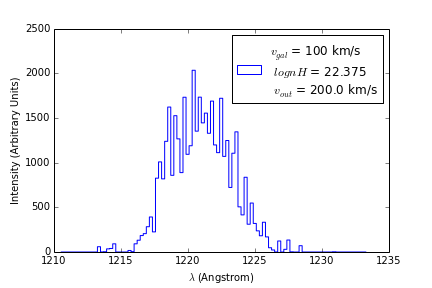 2500
2000
1500
1000
500
0
Intensity (Arbitrary Units)
v_gal = 100 km/s
lognH = 22.375
v_out = 200.0 km/s
1210 1215 1220 1225 1230 1235
λ (Angstrom)